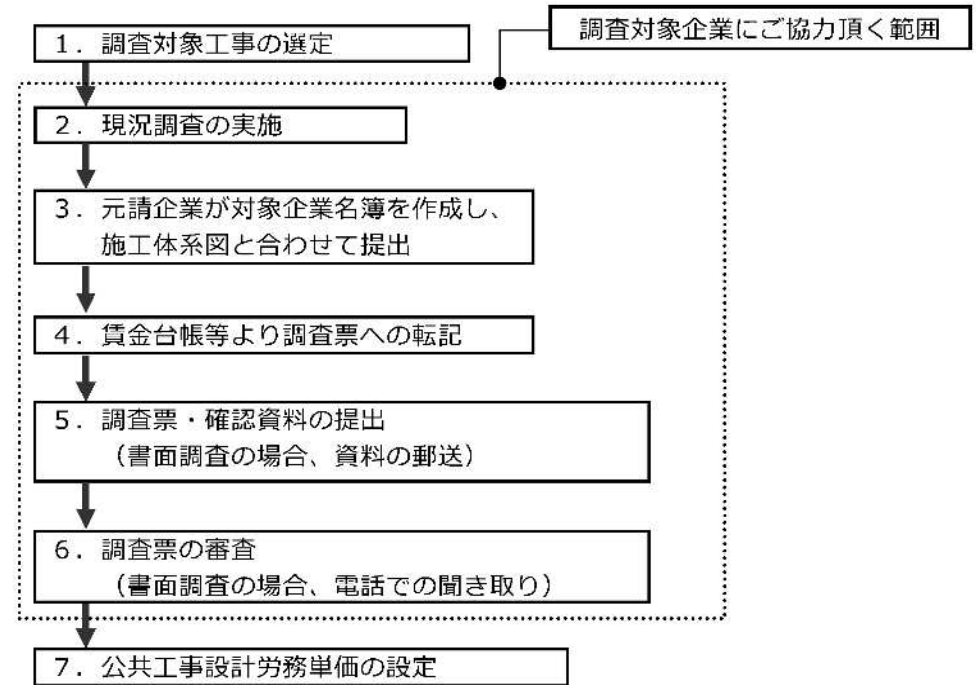 調査対象企業にご協力頂く範囲
1．調査対象工事の選定
2．現況調査の実施
3．元請企業が対象企業名簿を作成し、
施工体系図と合わせて提出
4．賃金台帳等より調査票への転記
5．調査票・確認資料の提出
（書面調査の場合、資料の郵送）
6．調査票の審査
（書面調査の場合、電話での聞き取り）
7．公共工事設計労務単価の設定